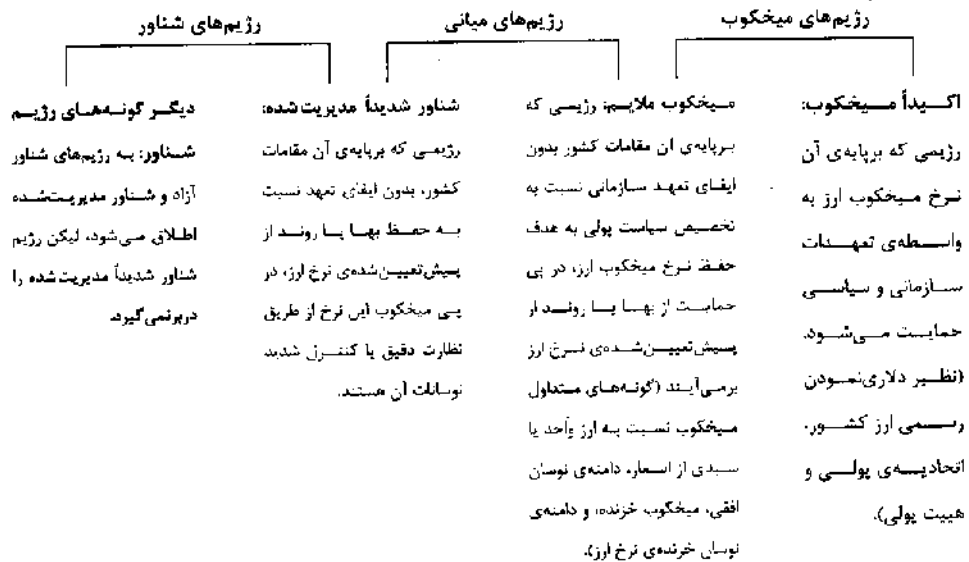 رژیم‌های میخکوب
رژیم‌های میانی
رژیم‌های شناور
اکیداً میخکوب:
رژیمی که برپایه‌ی آن
نرخ میخکوب ارز به
واسطه‌ی تعهدات
سازمانی و سیاسی
حمایت می‌شود.
(نظیر دلاری‌نمودن
رسمی ارز کشور،
اتحادیه‌ی پولی و
هیبت پولی).
میخکوب ملایم: رژیمی که
برپایه‌ی آن مقامات کشور بدون
ایفای تعهد سازمانی نسبت به
تخصیص سیاست پولی به هدف
حفظ نرخ میخکوب ارز، در پی
حمایت از بها یا روند از
پیش‌تعیین‌شده‌ی نرخ ارز
برمی‌آیند (گونه‌های متداول
میخکوب نسبت به ارز واحد یا
سبدی از اسعار، دامنه‌ی نوسان
افقی، میخکوب خزنده، و دامنه‌ی
نوسان خزنده‌ی نرخ ارز).
شناور شدیداً مدیریت‌شده:
رژیمی که برپایه‌ی آن مقامات
کشور، بدون ایفای تعهد نسبت
به حفظ بها یا روند از
پیش‌تعیین‌شده‌ی نرخ ارز، در
پی میخکوب این نرخ از طریق
نظارت دقیق یا کنترل شدید
نوسانات آن هستند.
دیگر گونه‌های رژیم
شناور: به رژیم‌های شناور
آزاد و شناور مدیریت‌شده
اطلاق می‌شود، لیکن رژیم
شناور شدیداً مدیریت‌شده را
دربرنمی‌گیرد.